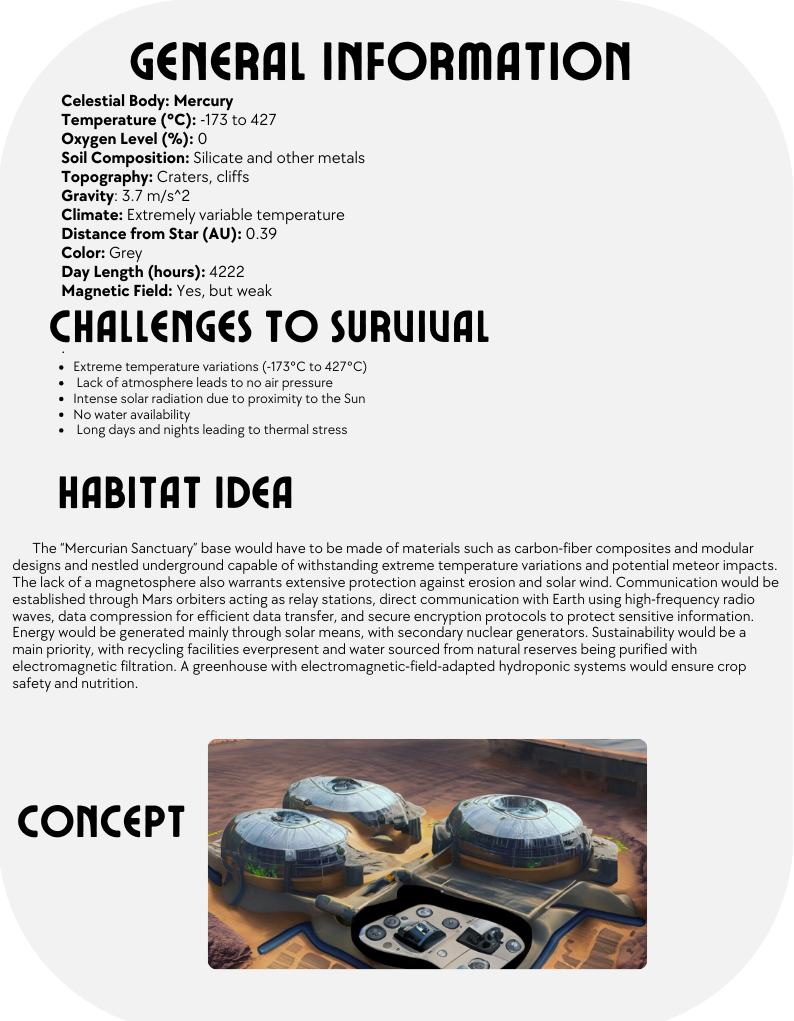 GENERAL INFORMATION
Celestial Body: Mercury
Temperature (°C): -173 to 427
Oxygen Level (%): 0
Soil Composition: Silicate and other metals
Topography: Craters, cliffs
Gravity: 3.7 m/s^2
Climate: Extremely variable temperature
Distance from Star (AU): 0.39
Color: Grey
Day Length (hours): 4222
Magnetic Field: Yes, but weak
CHALLENGES TO SURVIVAL
.
• Extreme temperature variations (-173°C to 427°C)
• Lack of atmosphere leads to no air pressure
• Intense solar radiation due to proximity to the Sun
• No water availability
• Long days and nights leading to thermal stress
HABITAT IDEA
The “Mercurian Sanctuary” base would have to be made of materials such as carbon-fiber composites and modular
designs and nestled underground capable of withstanding extreme temperature variations and potential meteor impacts.
The lack of a magnetosphere also warrants extensive protection against erosion and solar wind. Communication would be
established through Mars orbiters acting as relay stations, direct communication with Earth using high-frequency radio
waves, data compression for efficient data transfer, and secure encryption protocols to protect sensitive information.
Energy would be generated mainly through solar means, with secondary nuclear generators. Sustainability would be a
main priority, with recycling facilities everpresent and water sourced from natural reserves being purified with
electromagnetic filtration. A greenhouse with electromagnetic-field-adapted hydroponic systems would ensure crop
safety and nutrition.
CONCEPT